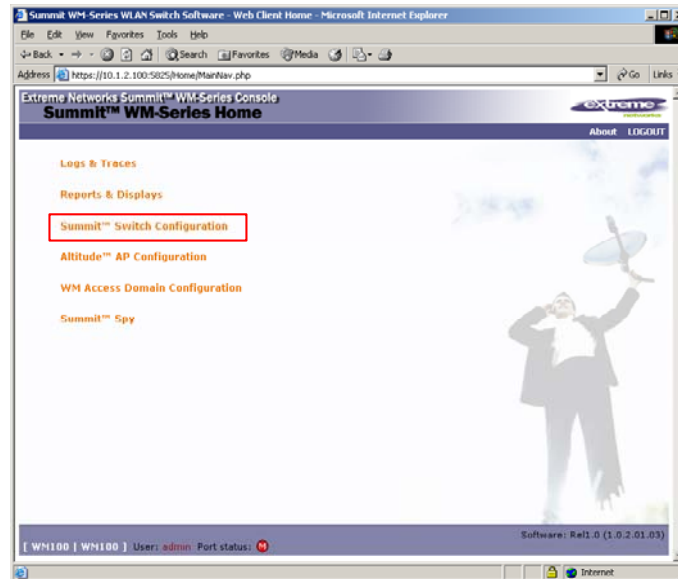 Summit WM-Series WLAN Switch Software - Web Client Home - Microsoft Internet Explorer
File Edit View Favorites Tools Help
Back Search Favorites Media
Address https://10.1.2.100:5825/Home/MainNav.php Go Links
Extreme Networks Summit™ WM-Series Console
Summit™ WM-Series Home
extreme
networks
About LOGOUT
Logs & Traces
Reports & Displays
Summit™ Switch Configuration
Altitude™ AP Configuration
WM Access Domain Configuration
Summit™ Spy
Software: Rel1.0 (1.0.2.01.03)
[ WM100 | WM100 ] User: admin Port status: M
Internet